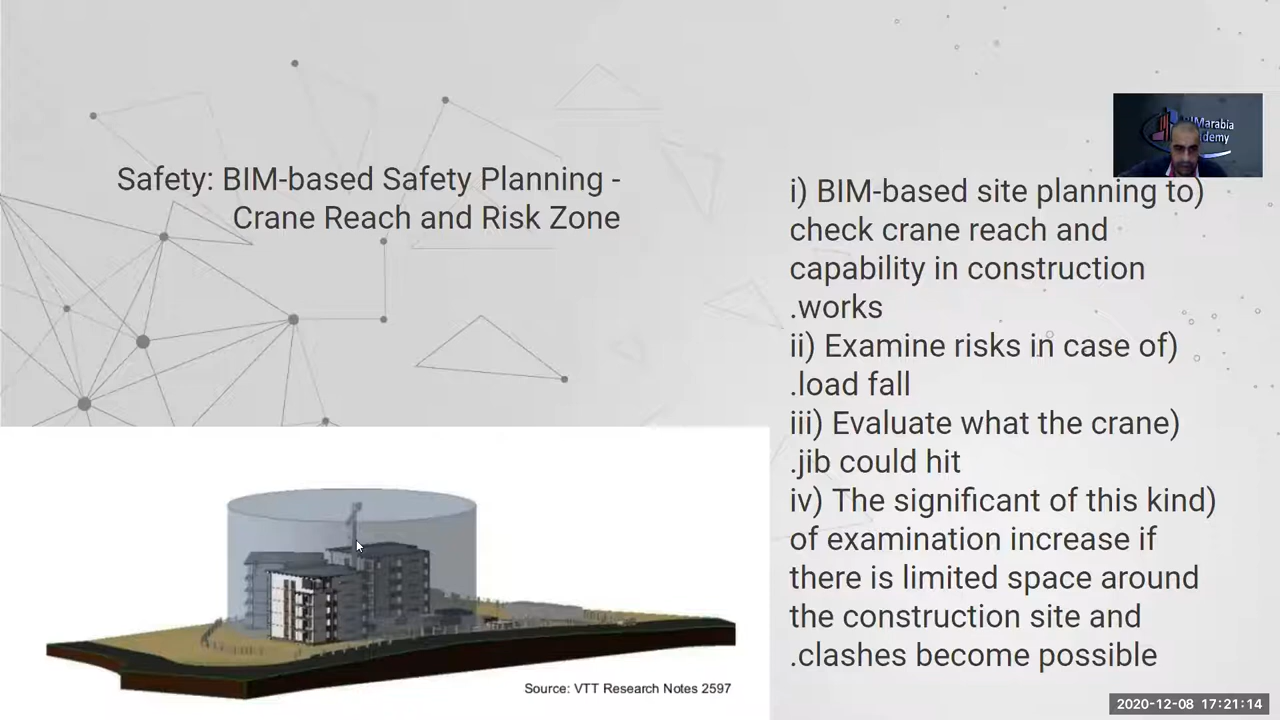 Safety: BIM-based Safety Planning -
Crane Reach and Risk Zone
i) BIM-based site planning to)
check crane reach and
capability in construction
.works
ii) Examine risks in case of)
.load fall
iii) Evaluate what the crane)
.jib could hit
iv) The significant of this kind)
of examination increase if
there is limited space around
the construction site and
.clashes become possible
Source: VTT Research Notes 2597
2020-12-08 17:21:14